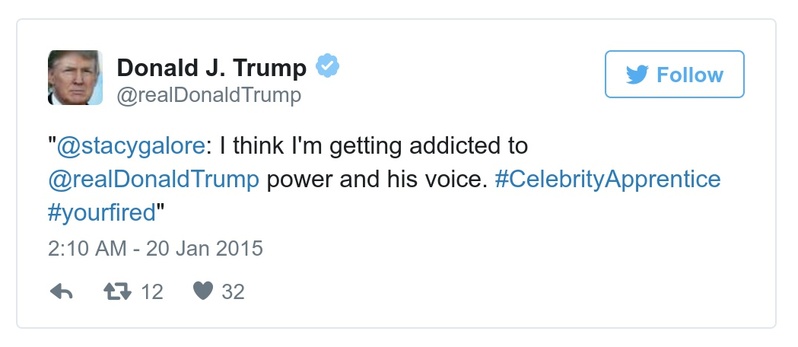 Donald J. Trump
@realDonaldTrump
Follow
"@stacygalore: I think I'm getting addicted to
@realDonaldTrump power and his voice. #CelebrityApprentice
#yourfired"
2:10 AM - 20 Jan 2015
12 32